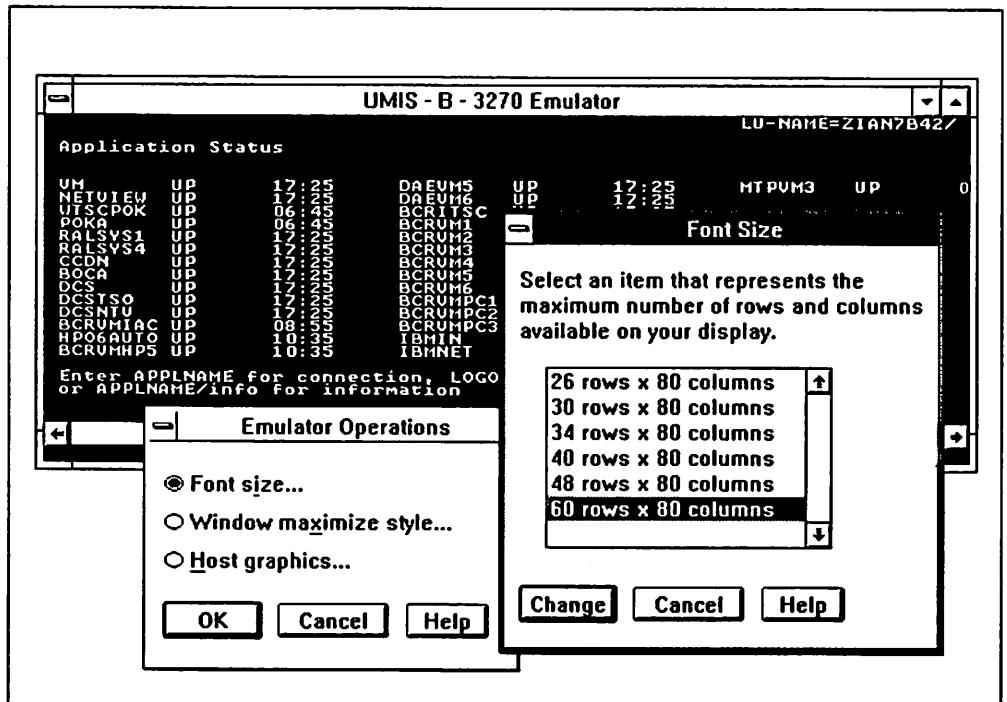 UMIS - B - 3270 Emulator
LU-NAME=ZIAN7B42/
Application Status
VM UP 17:25 DAEVM5 UP 17:25 MTPVM3 UP 0
NETVIEW UP 17:25 DAEVM6 UP 17:25
WTSCPOK UP 06:45 BCRITSC
POKA UP 06:45 BCRVM1
RALSYS1 UP 17:25 BCRVM2
RALSYS4 UP 17:25 BCRVM3
CCDN UP 17:25 BCRVM4
BOCA UP 17:25 BCRVM5
DCS UP 17:25 BCRVM6
DCSTSO UP 17:25 BCRVMPC1
DCSNTV UP 17:25 BCRVMPC2
BCRVMIAC UP 08:55 BCRVMPC3
HPO6AUTO UP 10:35 IBMIN
BCRVMHP5 UP 10:35 IBMNET
Enter APPLNAME for connection, LOGO
or APPLNAME/info for information
Font Size
Select an item that represents the
maximum number of rows and columns
available on your display.
26 rows x 80 columns
30 rows x 80 columns
34 rows x 80 columns
40 rows x 80 columns
48 rows x 80 columns
60 rows x 80 columns
Change Cancel Help
Emulator Operations
Font size...
Window maximize style...
Host graphics...
OK Cancel Help